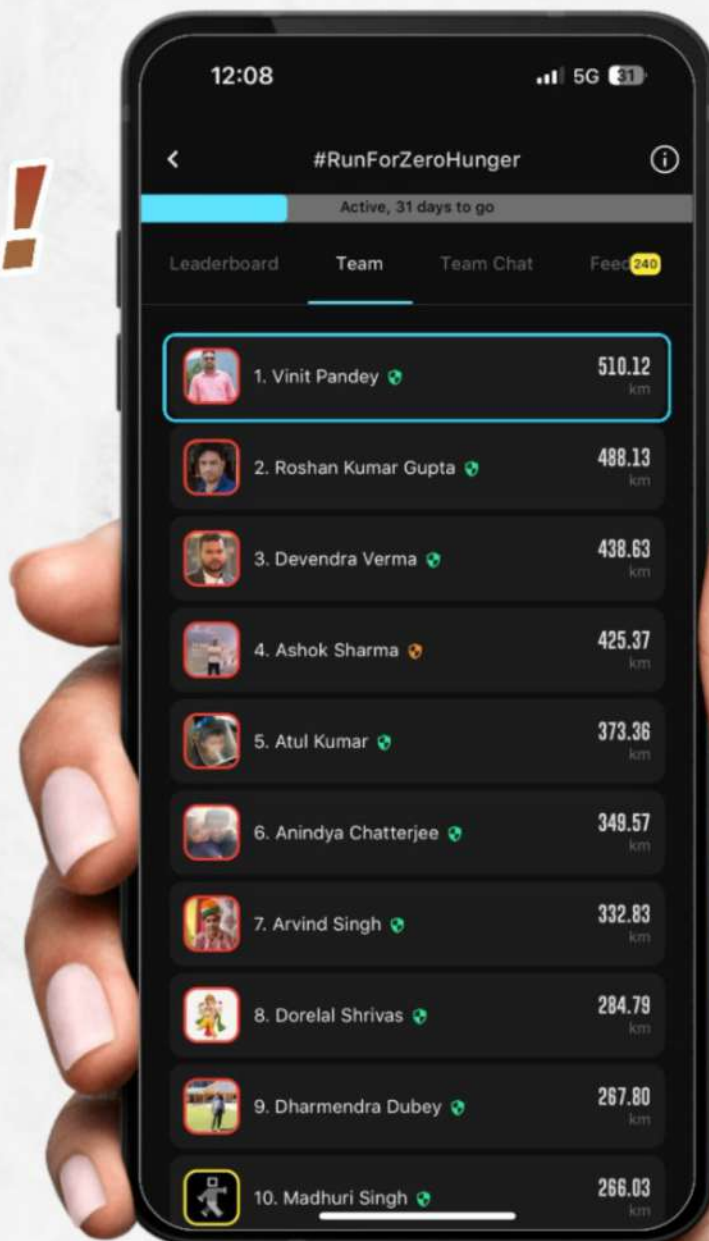 !
12:08
5G 31
#RunForZeroHunger
Active, 31 days to go
Leaderboard Team Team Chat Feed 240
1. Vinit Pandey 510.12
km
2. Roshan Kumar Gupta 488.13
km
3. Devendra Verma 438.63
km
4. Ashok Sharma 425.37
km
5. Atul Kumar 373.36
km
6. Anindya Chatterjee 349.57
km
7. Arvind Singh 332.83
km
8. Dorelal Shrivas 284.79
km
9. Dharmendra Dubey 267.80
km
10. Madhuri Singh 266.03
km